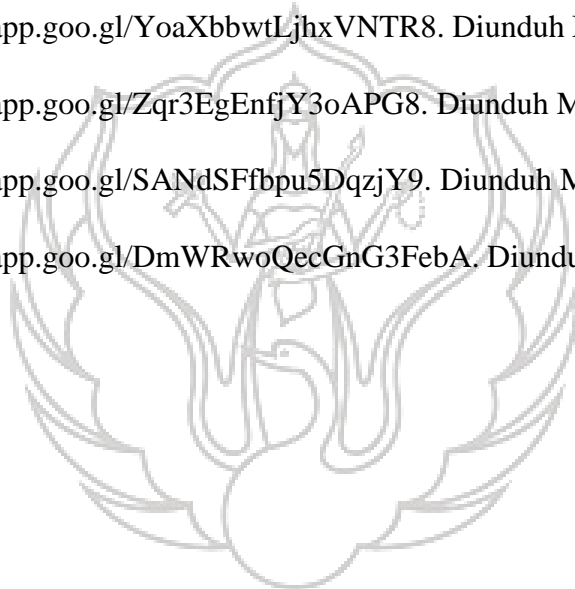 app.goo.gl/YoaXbbwtLjhxVNTR8. Diunduh
app.goo.gl/Zqr3EgEnfjY3oAPG8. Diunduh M
app.goo.gl/SANdSFfbpu5DqzjY9. Diunduh M
app.goo.gl/DmWRwoQecGnG3FebA. Diundu